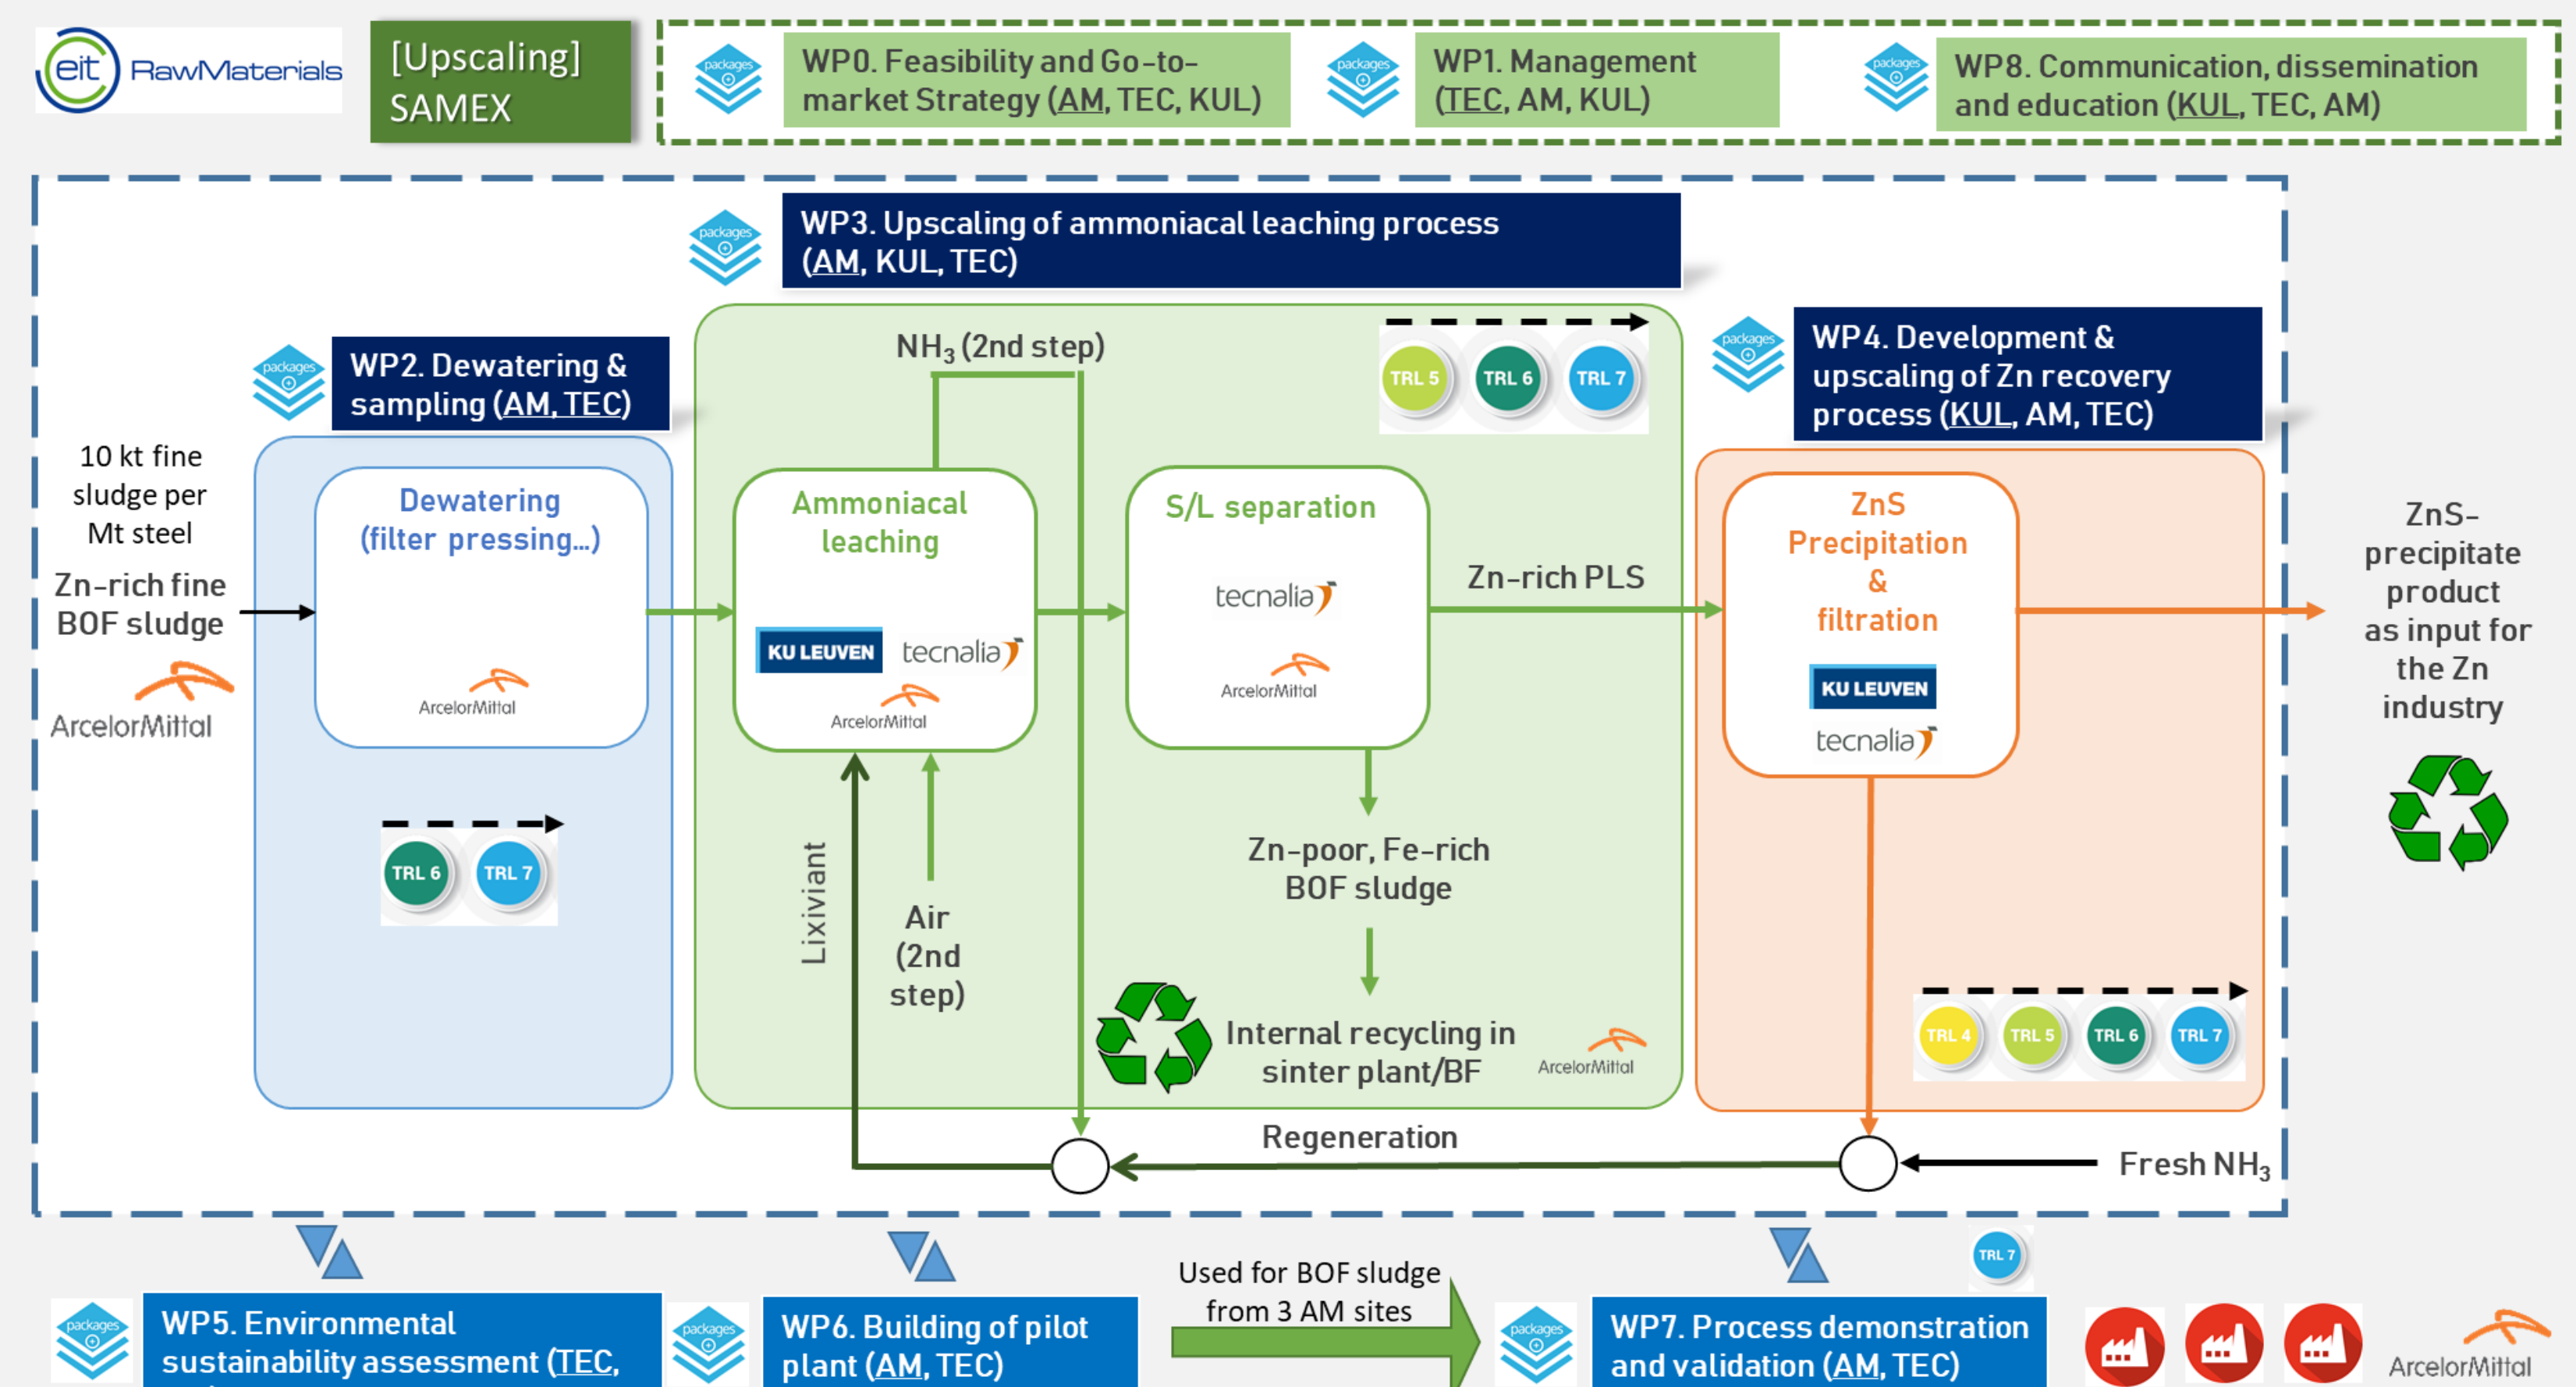 eit RawMaterials
[Upscaling]
SAMEX
packages
WP0. Feasibility and Go-to-
market Strategy (AM, TEC, KUL)
packages
WP1. Management
(TEC, AM, KUL)
packages
WP8. Communication, dissemination
and education (KUL, TEC, AM)
packages
WP3. Upscaling of ammoniacal leaching process
(AM, KUL, TEC)
packages
WP2. Dewatering &
sampling (AM, TEC)
packages
WP4. Development &
upscaling of Zn recovery
process (KUL, AM, TEC)
10 kt fine
sludge per
Mt steel
Zn-rich fine
BOF sludge
ArcelorMittal
Dewatering
(filter pressing...)
ArcelorMittal
TRL 6 TRL 7
NH₃ (2nd step)
TRL 5 TRL 6 TRL 7
Ammoniacal
leaching
KU LEUVEN tecnalia
ArcelorMittal
S/L separation
tecnalia
ArcelorMittal
Zn-rich PLS
Lixiviant
Air
(2nd
step)
Zn-poor, Fe-rich
BOF sludge
Internal recycling in
sinter plant/BF
ArcelorMittal
ZnS
Precipitation
&
filtration
KU LEUVEN
tecnalia
TRL 4 TRL 5 TRL 6 TRL 7
ZnS-
precipitate
product
as input for
the Zn
industry
Regeneration
Fresh NH₃
packages
WP5. Environmental
sustainability assessment (TEC,
packages
WP6. Building of pilot
plant (AM, TEC)
Used for BOF sludge
from 3 AM sites
TRL 7
packages
WP7. Process demonstration
and validation (AM, TEC)
ArcelorMittal